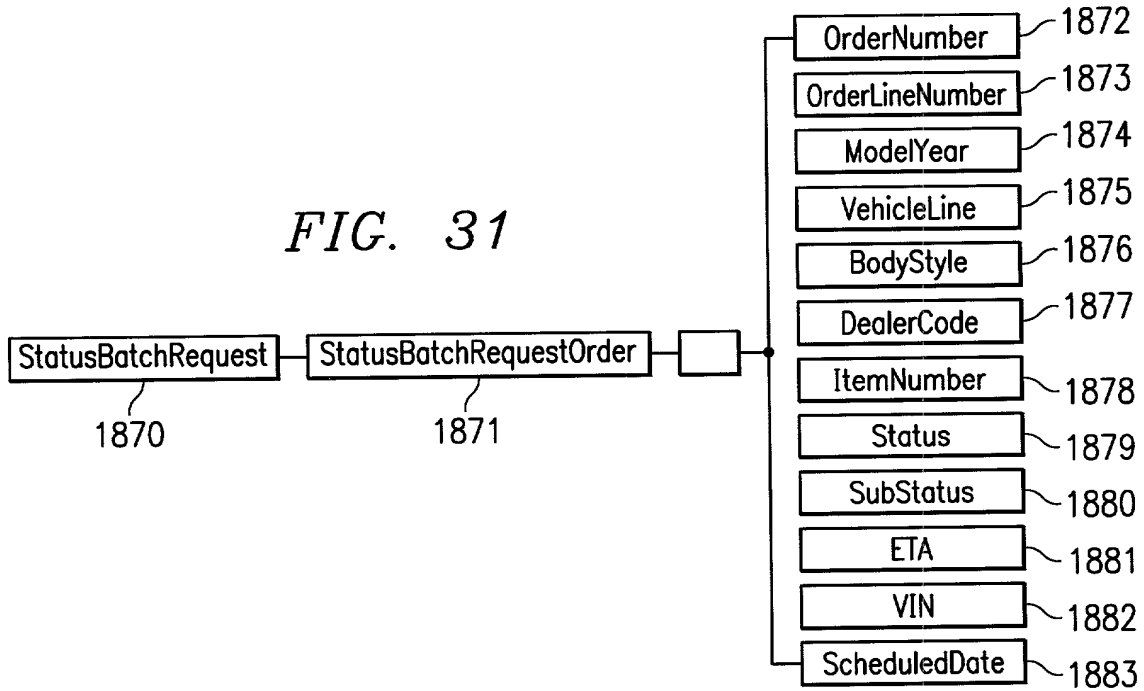 OrderNumber 1872
OrderLineNumber 1873
ModelYear 1874
VehicleLine 1875
FIG. 31
BodyStyle 1876
DealerCode 1877
StatusBatchRequest StatusBatchRequestOrder
ItemNumber 1878
1870 1871
Status 1879
SubStatus 1880
ETA 1881
VIN 1882
ScheduledDate 1883